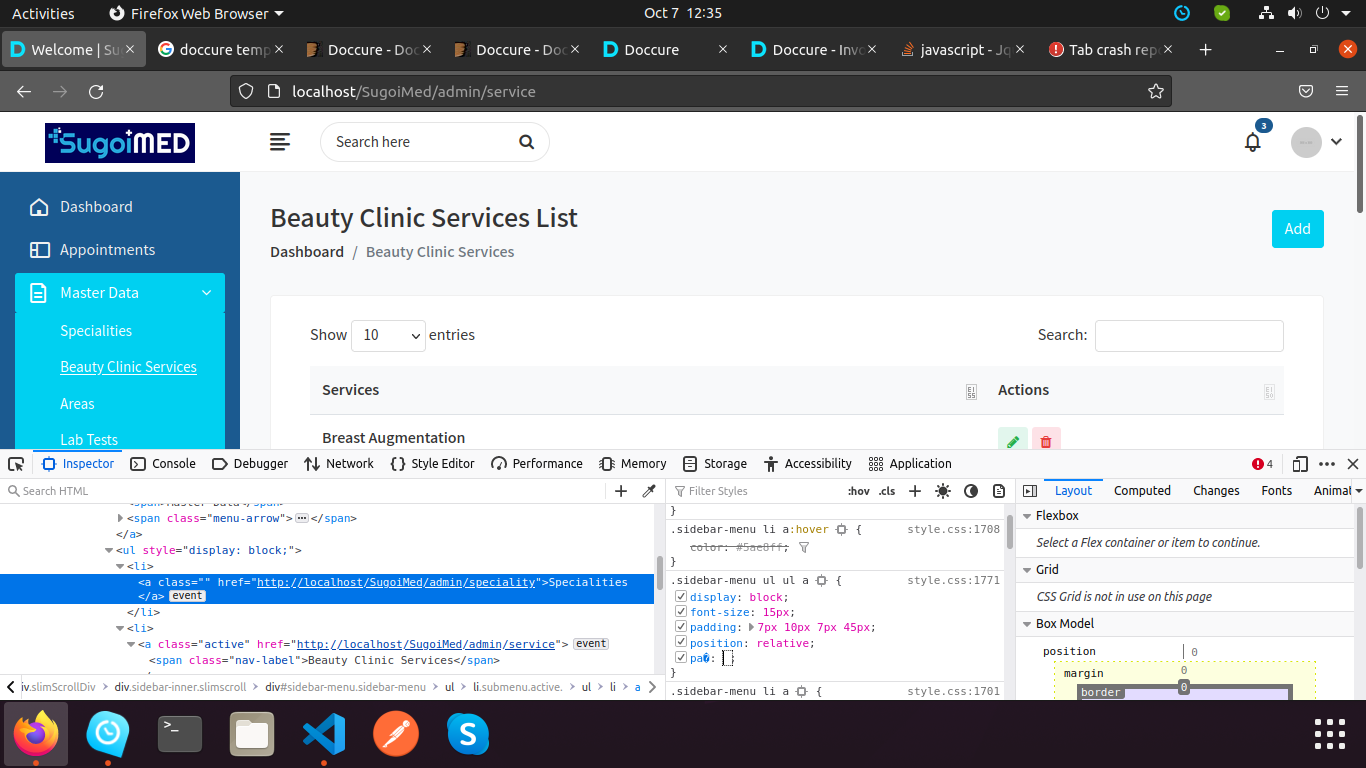 Activities Firefox Web Browser Oct 7 12:35
Welcome | Su doccure temp Doccure - Doc Doccure - Doc Doccure Doccure - Invo javascript - Jq Tab crash rep
localhost/SugoiMed/admin/service
SugoiMED Search here 3
Dashboard
Appointments
Master Data
Specialities
Beauty Clinic Services
Areas
Lab Tests
Beauty Clinic Services List
Dashboard / Beauty Clinic Services
Add
Show 10 entries Search:
Services Actions
Breast Augmentation
Inspector Console Debugger Network Style Editor Performance Memory Storage Accessibility Application 4
Search HTML
<span>Master Data</span>
<span class="menu-arrow"></span>
</a>
<ul style="display: block;">
<li>
<a class="" href="http://localhost/SugoiMed/admin/speciality">Specialities
</a> event
</li>
<li>
<a class="active" href="http://localhost/SugoiMed/admin/service"> event
<span class="nav-label">Beauty Clinic Services</span>
iv.slimScrollDiv div.sidebar-inner.slimscroll div#sidebar-menu.sidebar-menu ul li.submenu.active. ul li a
Filter Styles :hov .cls
}
.sidebar-menu li a:hover { style.css:1708
color: #5ae8ff;
}
.sidebar-menu ul ul a { style.css:1771
display: block;
font-size: 15px;
padding: 7px 10px 7px 45px;
position: relative;
pa�: ;
}
.sidebar-menu li a { style.css:1701
Layout Computed Changes Fonts Animat
Flexbox
Select a Flex container or item to continue.
Grid
CSS Grid is not in use on this page
Box Model
position 0
margin 0
border 0